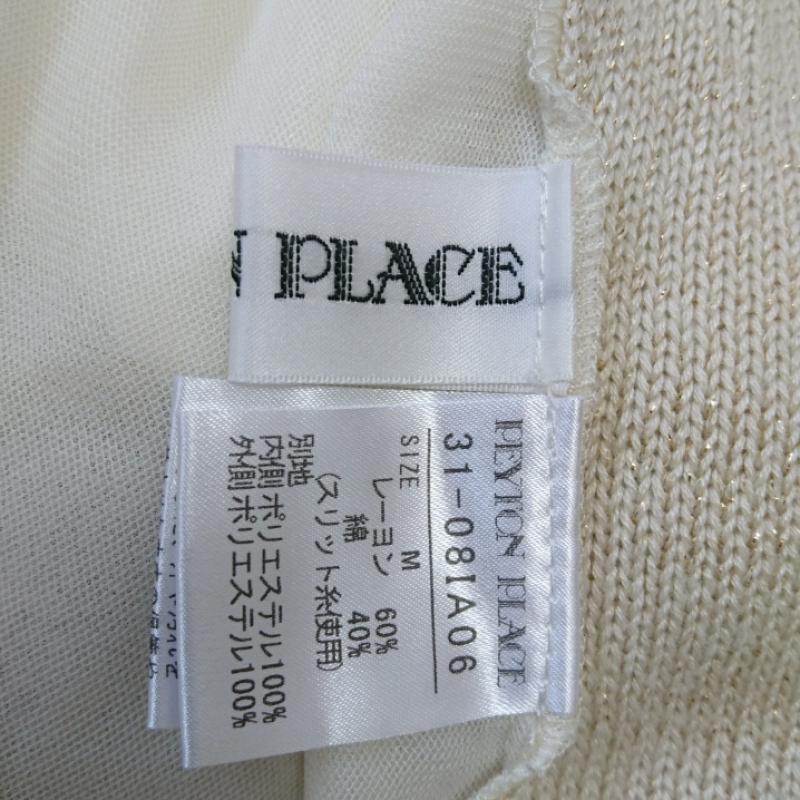 N PLACE
PEYTON PLACE
31-08IA06
SIZE M
レーヨン 60%
綿 40%
(スリット糸使用)
別地
内側 ポリエステル100%
外側 ポリエステル100%